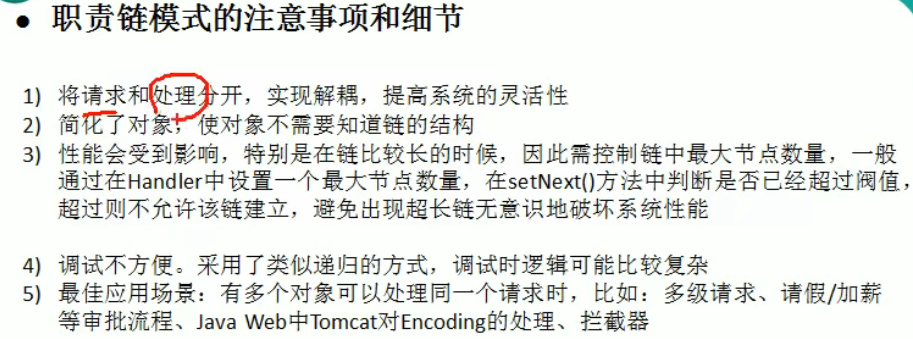 ● 职责链模式的注意事项和细节
1) 将请求和处理分开，实现解耦，提高系统的灵活性
2) 简化了对象，使对象不需要知道链的结构
3) 性能会受到影响，特别是在链比较长的时候，因此需控制链中最大节点数量，一般
通过在Handler中设置一个最大节点数量，在setNext()方法中判断是否已经超过阀值，
超过则不允许该链建立，避免出现超长链无意识地破坏系统性能
4) 调试不方便。采用了类似递归的方式，调试时逻辑可能比较复杂
5) 最佳应用场景：有多个对象可以处理同一个请求时，比如：多级请求、请假/加薪
等审批流程、Java Web中Tomcat对Encoding的处理、拦截器